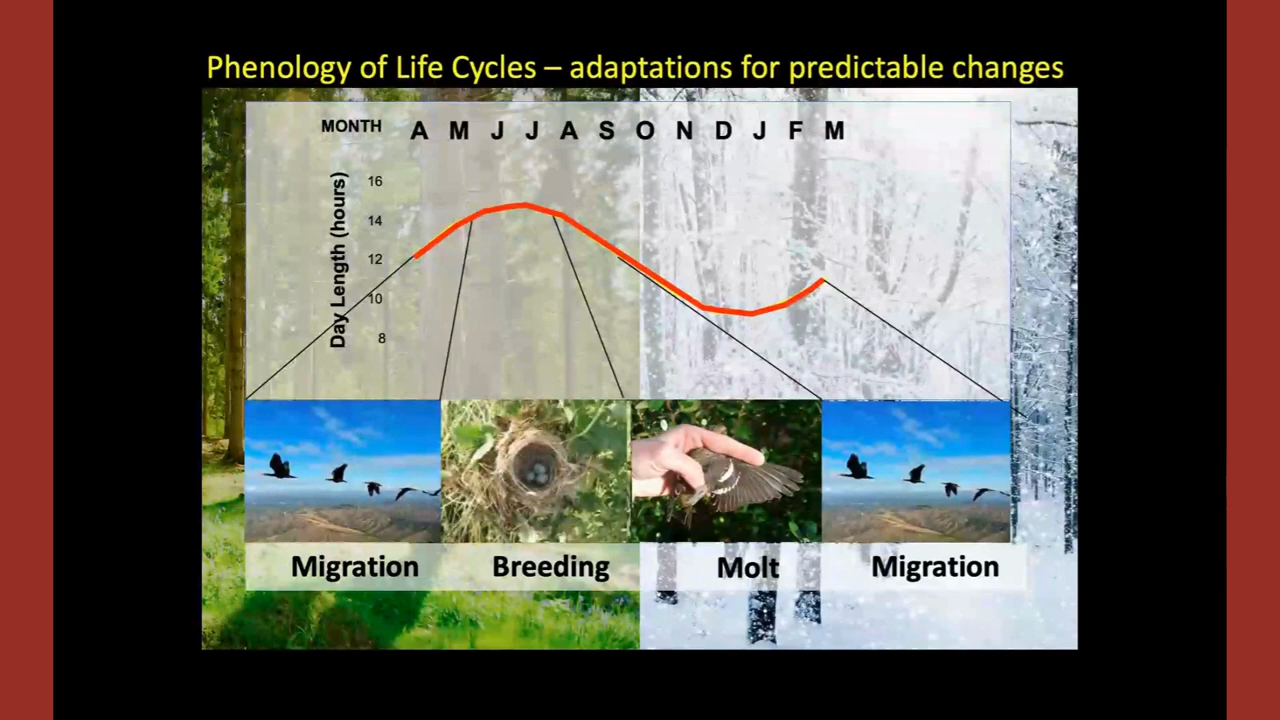 Phenology of Life Cycles – adaptations for predictable changes
MONTH A M J J A S O N D J F M
Day Length (hours)
16
14
12
10
8
Migration Breeding Molt Migration